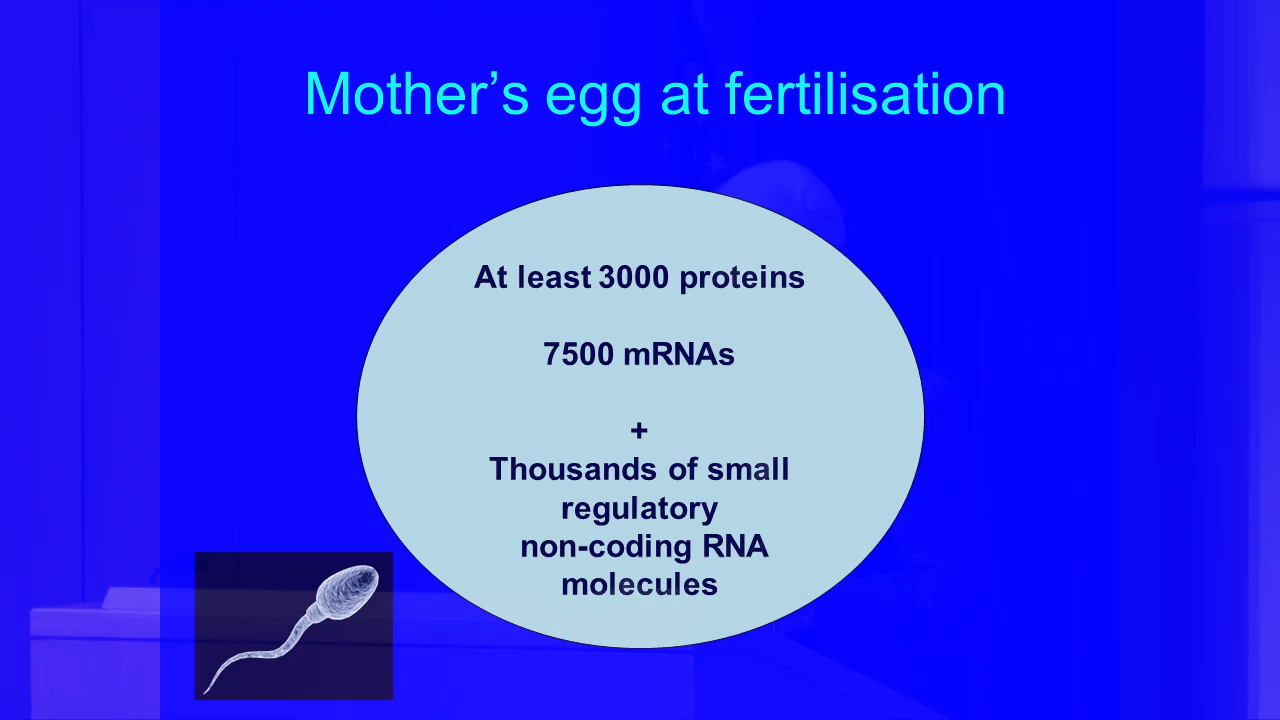 Mother’s egg at fertilisation
At least 3000 proteins
7500 mRNAs
+
Thousands of small
regulatory
non-coding RNA
molecules